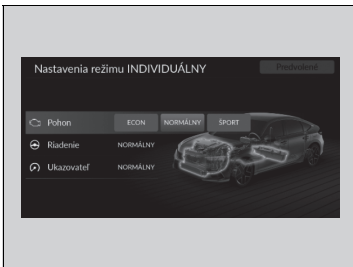 Nastavenia režimu INDIVIDUÁLNY
Predvolené
Pohon ECON NORMÁLNY ŠPORT
Riadenie NORMÁLNY
Ukazovateľ NORMÁLNY